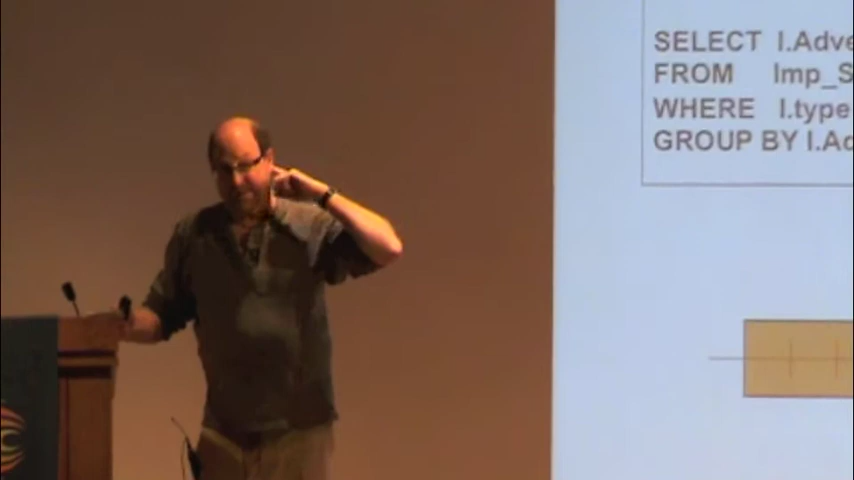 SELECT I.Adve
FROM Imp_S
WHERE I.type
GROUP BY I.Ad